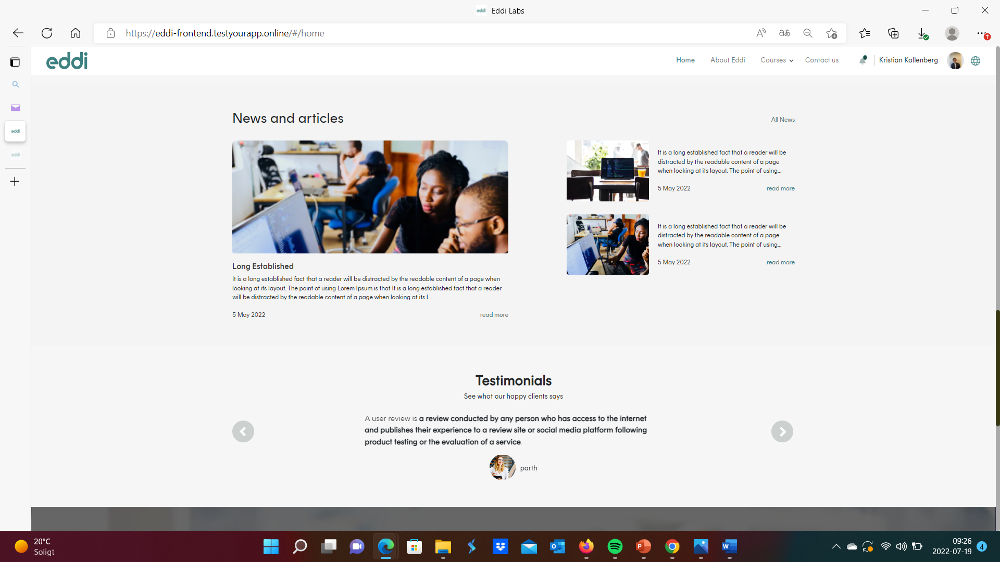 eddi Eddi Labs
https://eddi-frontend.testyourapp.online/#/home
eddi
Home About Eddi Courses Contact us Kristian Kallenberg
eddi
eddi
News and articles
All News
It is a long established fact that a reader will be
distracted by the readable content of a page
when looking at its layout. The point of using...
5 May 2022 read more
It is a long established fact that a reader will be
distracted by the readable content of a page
when looking at its layout. The point of using...
5 May 2022 read more
Long Established
It is a long established fact that a reader will be distracted by the readable content of a page when
looking at its layout. The point of using Lorem Ipsum is that It is a long established fact that a reader
will be distracted by the readable content of a page when looking at its l...
5 May 2022 read more
Testimonials
See what our happy clients says
A user review is a review conducted by any person who has access to the internet
and publishes their experience to a review site or social media platform following
product testing or the evaluation of a service.
parth
20°C
Soligt
09:26
2022-07-19
4